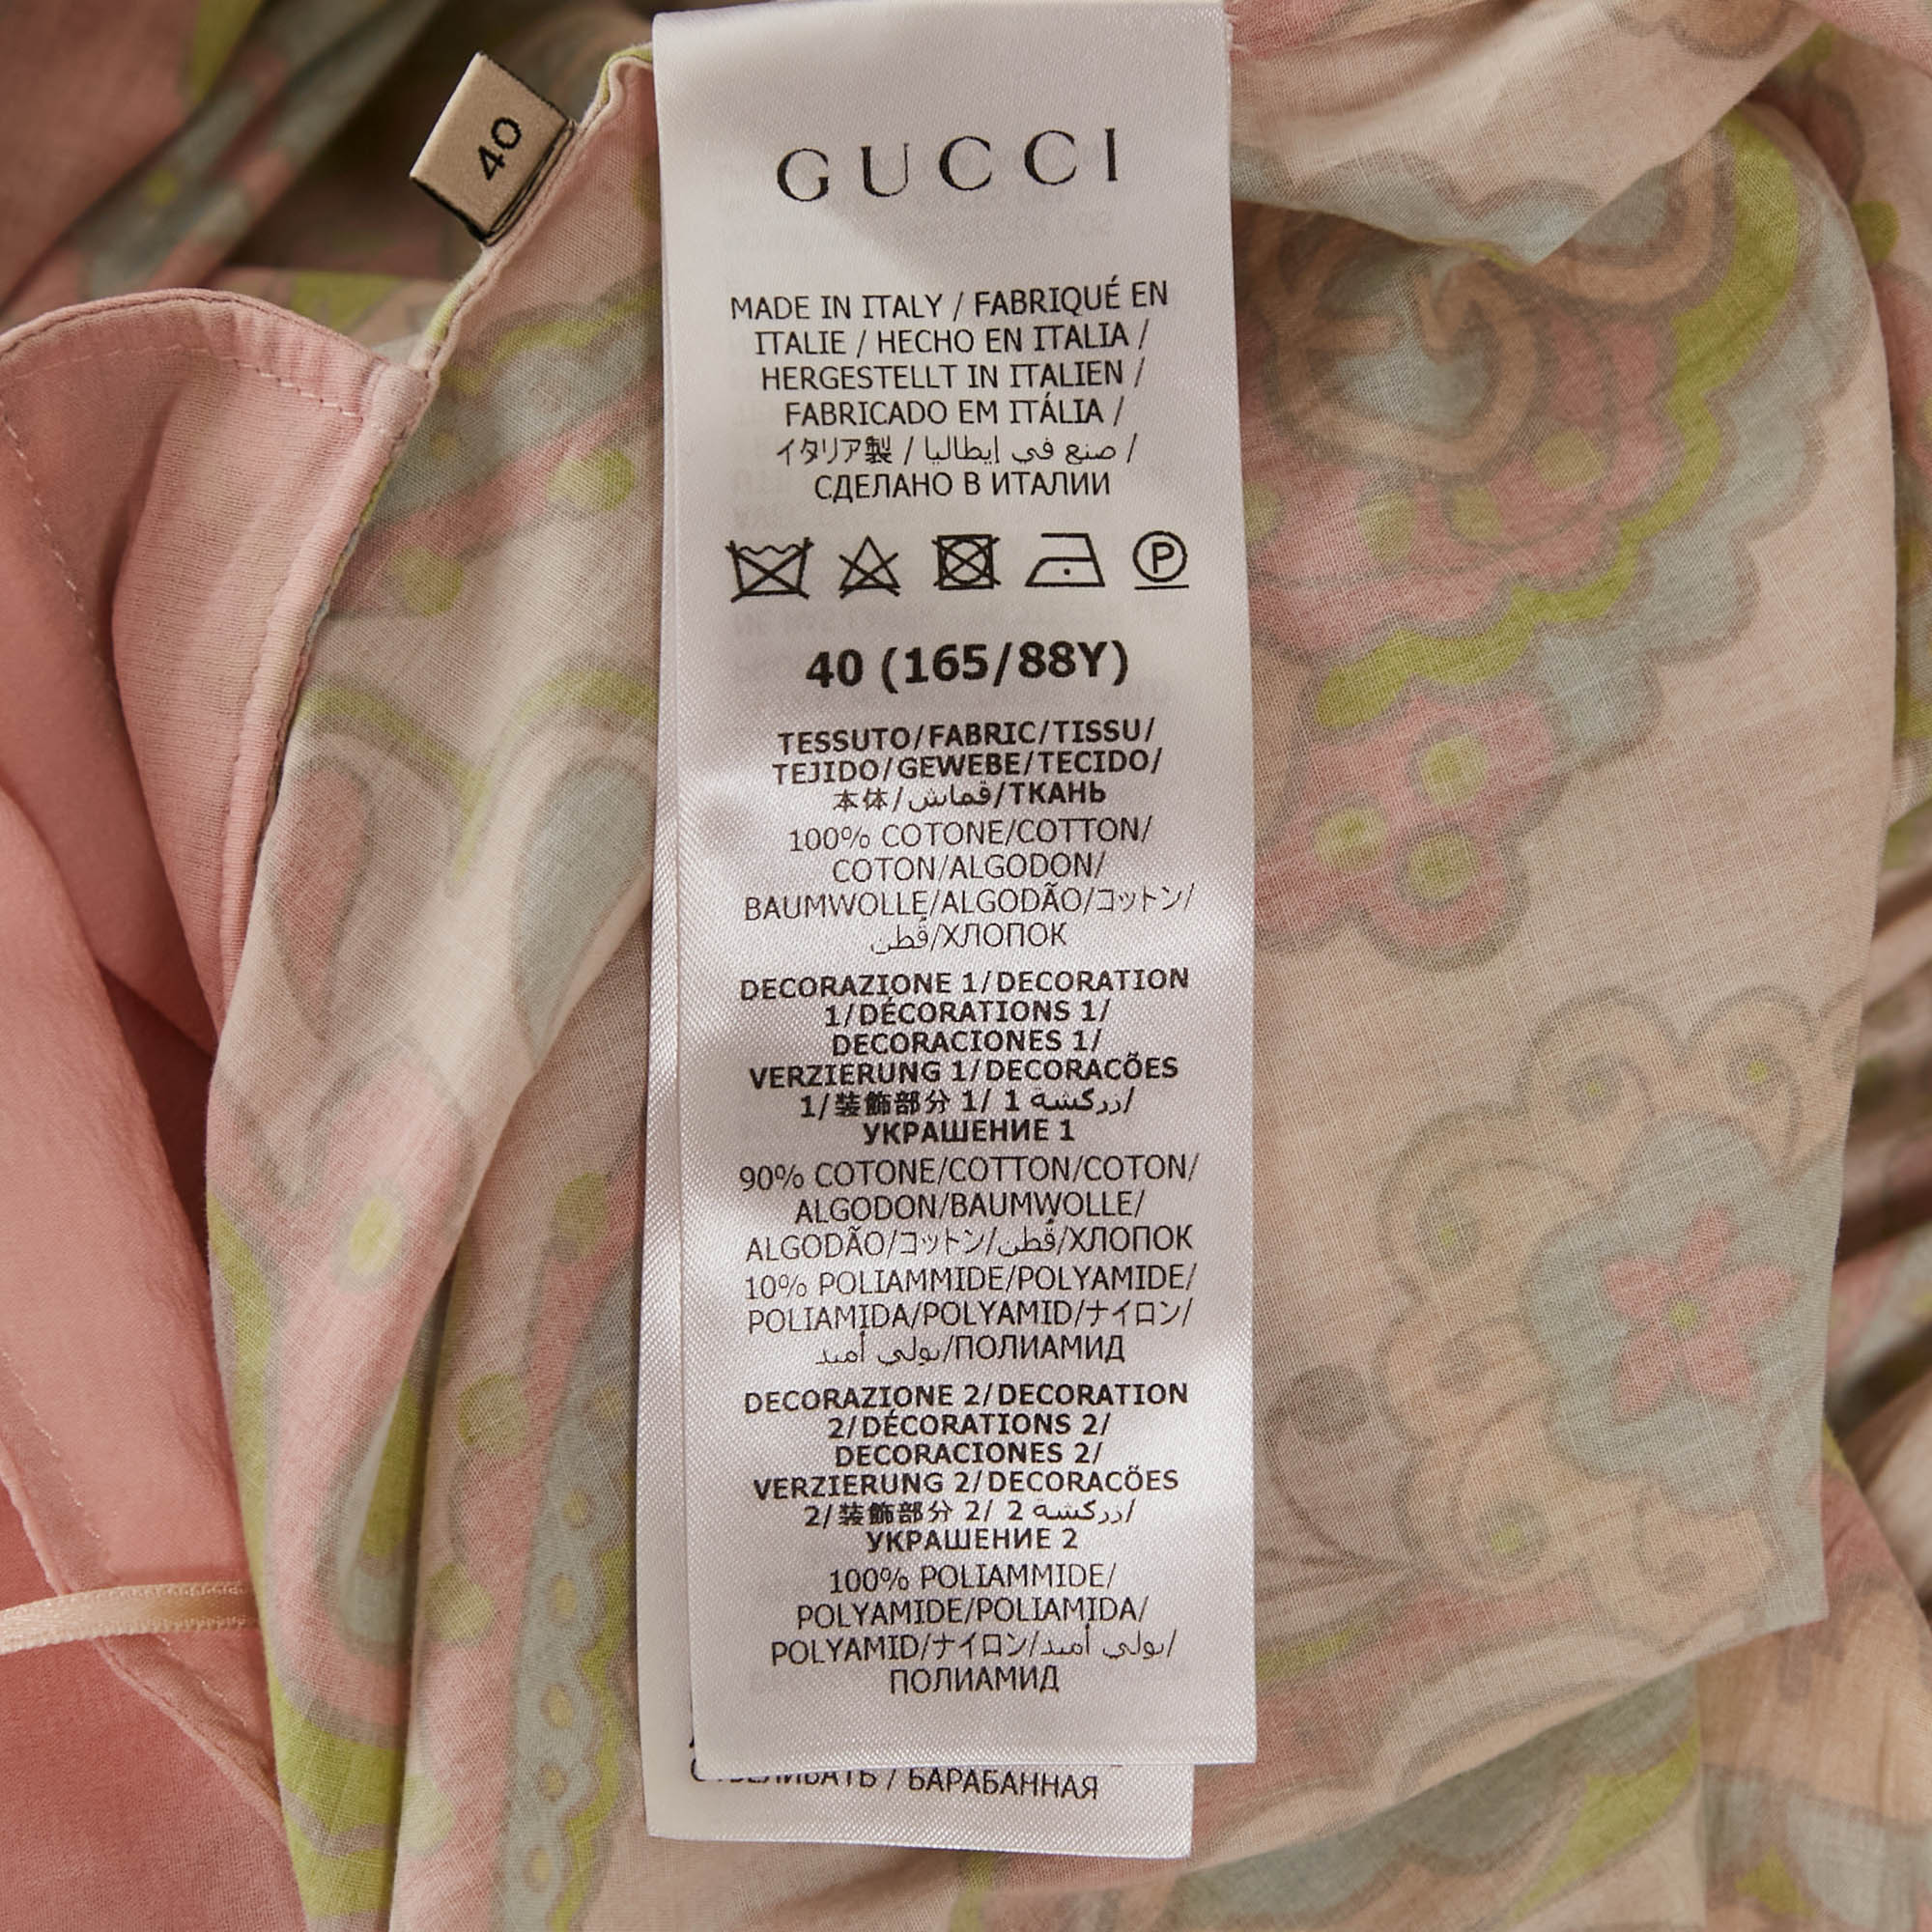 40
GUCCI
MADE IN ITALY / FABRIQUÉ EN
ITALIE / HECHO EN ITALIA /
HERGESTELLT IN ITALIEN /
FABRICADO EM ITÁLIA /
イタリア製 / صنع في إيطاليا /
СДЕЛАНО В ИТАЛИИ
P
40 (165/88Y)
TESSUTO/FABRIC/TISSU/
TEJIDO/GEWEBE/TECIDO/
本体/قماش/ТКАНЬ
100% COTONE/COTTON/
COTON/ALGODON/
BAUMWOLLE/ALGODÃO/コットン/
قطن/ХЛОПОК
DECORAZIONE 1/DECORATION
1/DÉCORATIONS 1/
DECORACIONES 1/
VERZIERUNG 1/DECORACÕES
1/装飾部分 1/ زركشة 1/
УКРАШЕНИЕ 1
90% COTONE/COTTON/COTON/
ALGODON/BAUMWOLLE/
ALGODÃO/コットン/قطن/ХЛОПОК
10% POLIAMMIDE/POLYAMIDE/
POLIAMIDA/POLYAMID/ナイロン/
بولي أميد/ПОЛИАМИД
DECORAZIONE 2/DECORATION
2/DÉCORATIONS 2/
DECORACIONES 2/
VERZIERUNG 2/DECORACÕES
2/装飾部分 2/ زركشة 2/
УКРАШЕНИЕ 2
100% POLIAMMIDE/
POLYAMIDE/POLIAMIDA/
POLYAMID/ナイロン/بولي أميد/
ПОЛИАМИД
/ БАРАБАННАЯ